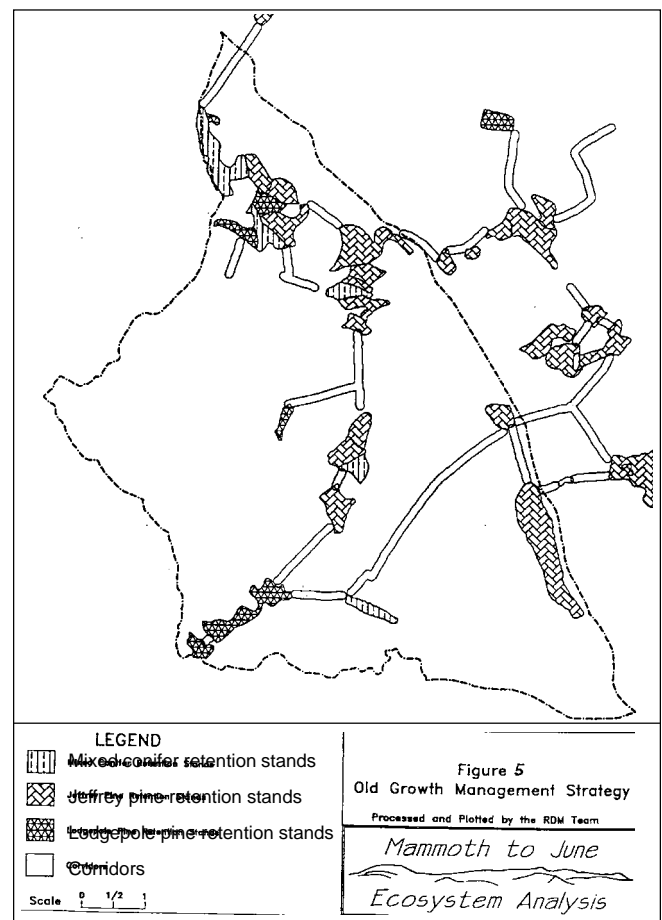 LEGEND
Mixed conifer retention stands
Jeffrey pine retention stands
Lodgepole pine retention stands
Corridors
Scale 0 1/2 1
Figure 5
Old Growth Management Strategy
Processed and Plotted by the RDM Team
Mammoth to June
Ecosystem Analysis